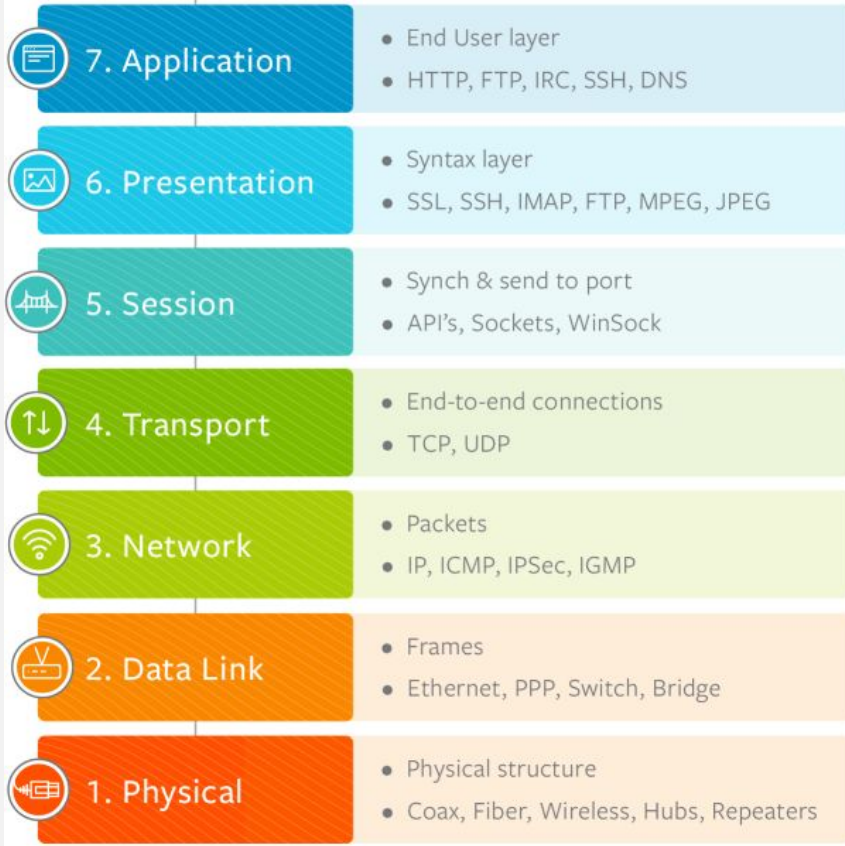 7. Application
• End User layer
• HTTP, FTP, IRC, SSH, DNS
6. Presentation
• Syntax layer
• SSL, SSH, IMAP, FTP, MPEG, JPEG
5. Session
• Synch & send to port
• API's, Sockets, WinSock
4. Transport
• End-to-end connections
• TCP, UDP
3. Network
• Packets
• IP, ICMP, IPSec, IGMP
2. Data Link
• Frames
• Ethernet, PPP, Switch, Bridge
1. Physical
• Physical structure
• Coax, Fiber, Wireless, Hubs, Repeaters